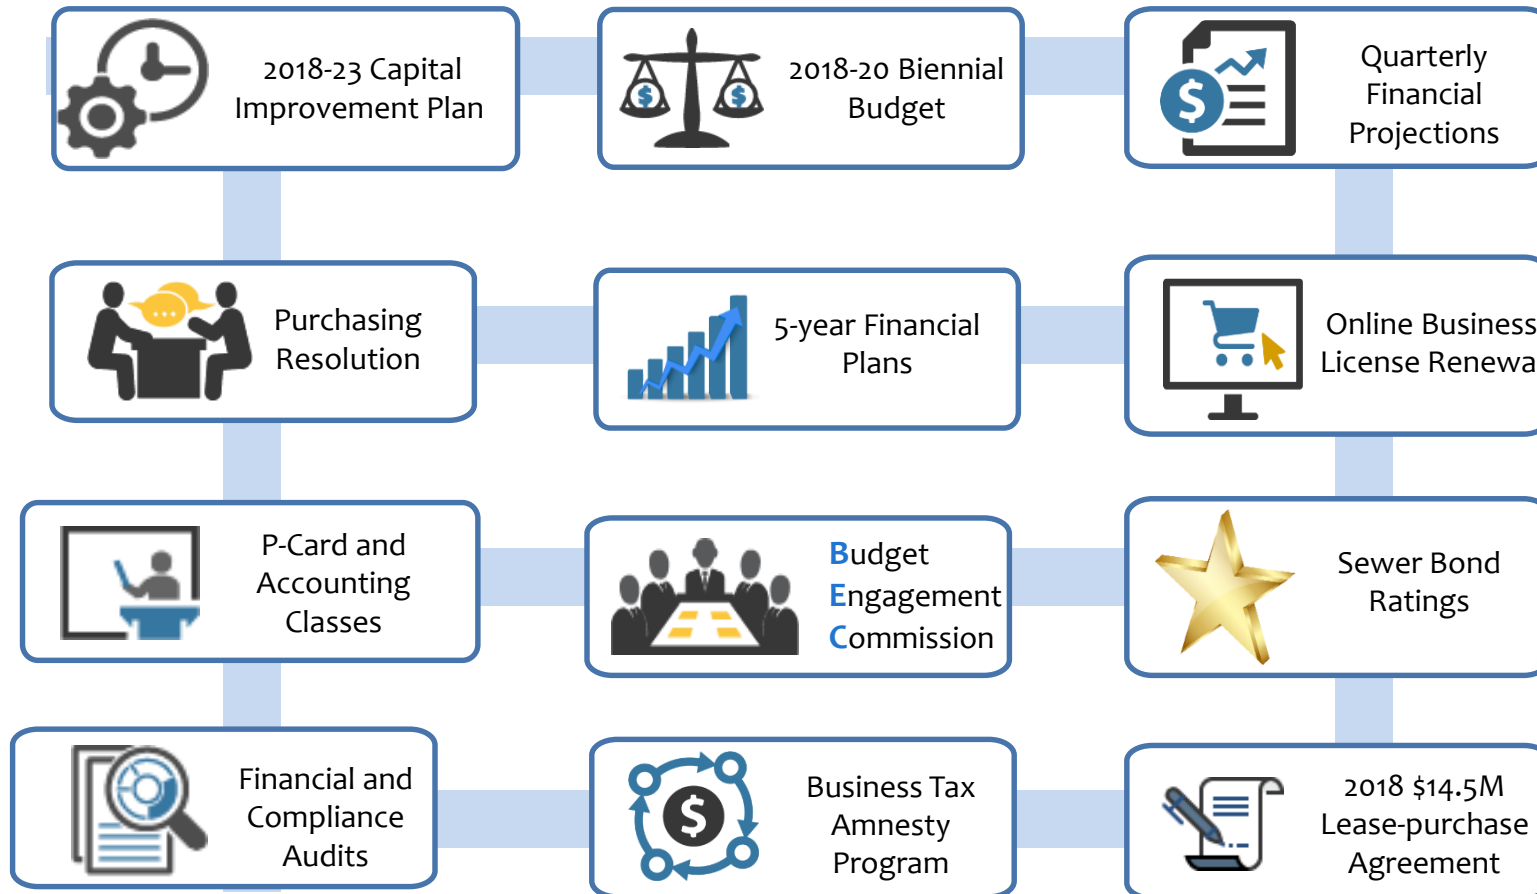 2018-23 Capital
Improvement Plan
2018-20 Biennial
Budget
$ $
$
Quarterly
Financial
Projections
Purchasing
Resolution
5-year Financial
Plans
Online Business
License Renewa
P-Card and
Accounting
Classes
Budget
Engagement
Commission
Sewer Bond
Ratings
Financial and
Compliance
Audits
$
Business Tax
Amnesty
Program
2018 $14.5M
Lease-purchase
Agreement